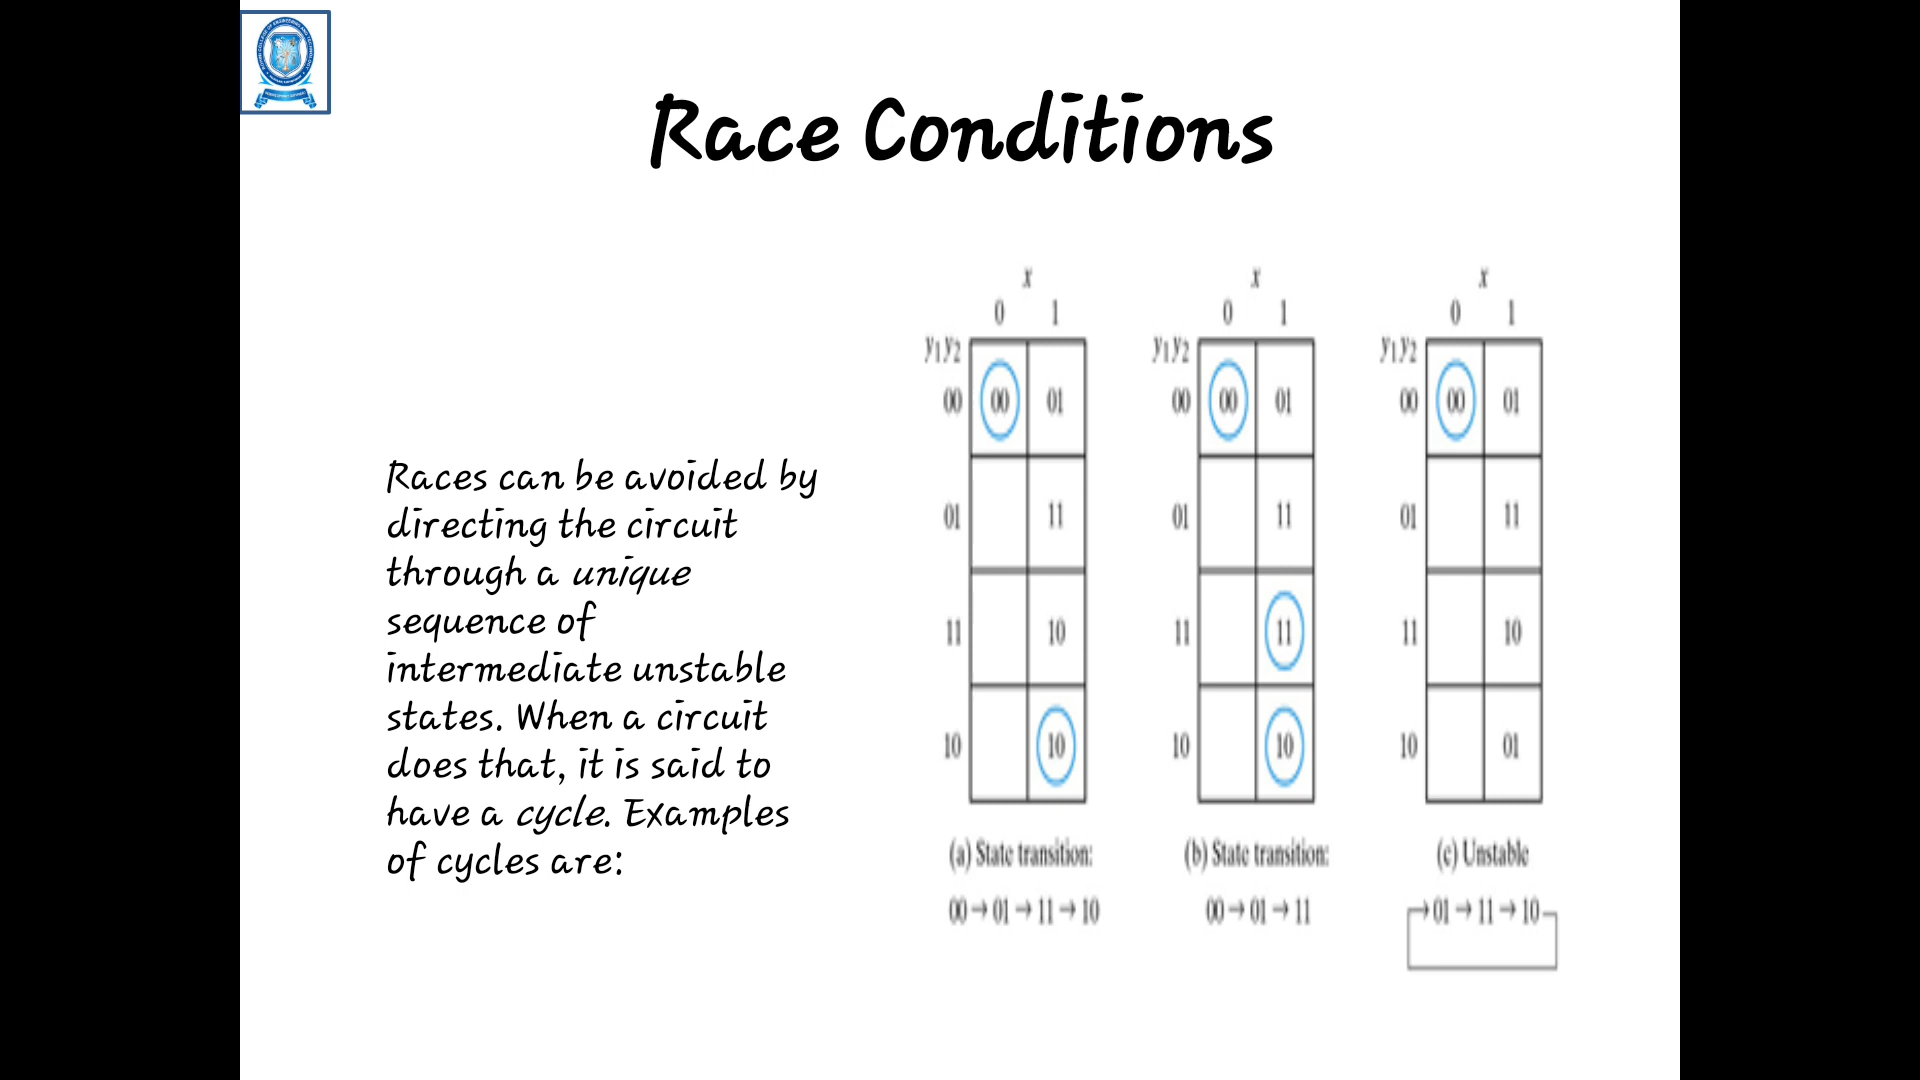 Race Conditions
Races can be avoided by
directing the circuit
through a unique
sequence of
intermediate unstable
states. When a circuit
does that, it is said to
have a cycle. Examples
of cycles are:
x
0 1
y1y2
00 00 01
01 11
11 10
10 10
(a) State transition:
00 → 01 → 11 → 10
x
0 1
y1y2
00 00 01
01 11
11 11
10 10
(b) State transition:
00 → 01 → 11
x
0 1
y1y2
00 00 01
01 11
11 10
10 01
(c) Unstable
→ 01 → 11 → 10